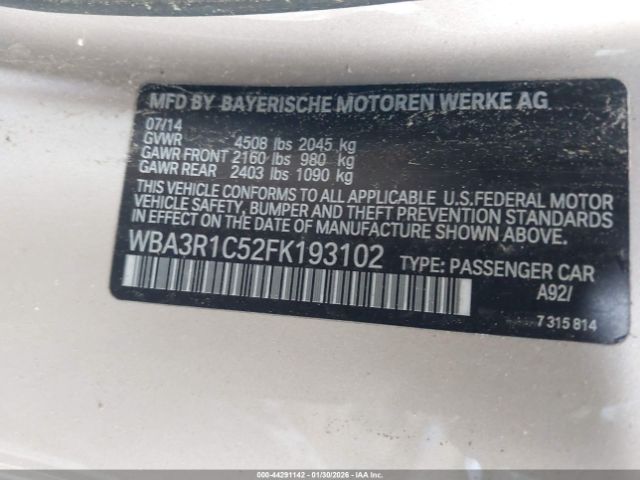 MFD BY BAYERISCHE MOTOREN WERKE AG
07/14
GVWR 4508 lbs 2045 kg
GAWR FRONT 2160 lbs 980 kg
GAWR REAR 2403 lbs 1090 kg
THIS VEHICLE CONFORMS TO ALL APPLICABLE U.S.FEDERAL MOTOR
VEHICLE SAFETY, BUMPER AND THEFT PREVENTION STANDARDS
IN EFFECT ON THE DATE OF MANUFACTURE SHOWN ABOVE.
WBA3R1C52FK193102 TYPE: PASSENGER CAR
A92/
7 315 814
000-44291142 - 01/30/2026 - IAA Branch